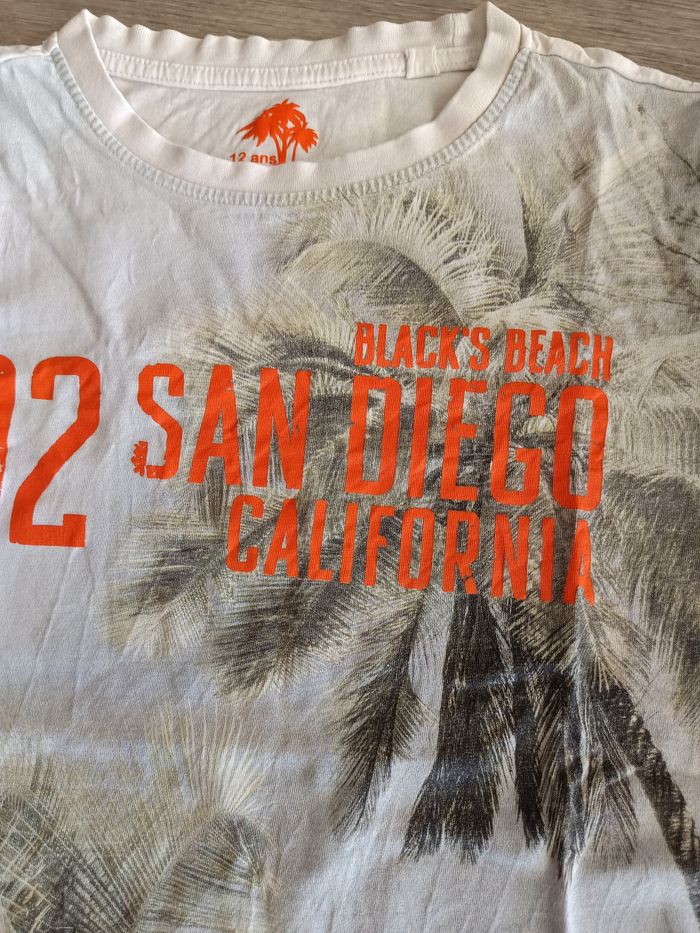 12 ans
BLACK'S BEACH
92 SAN DIEGO
CALIFORNIA